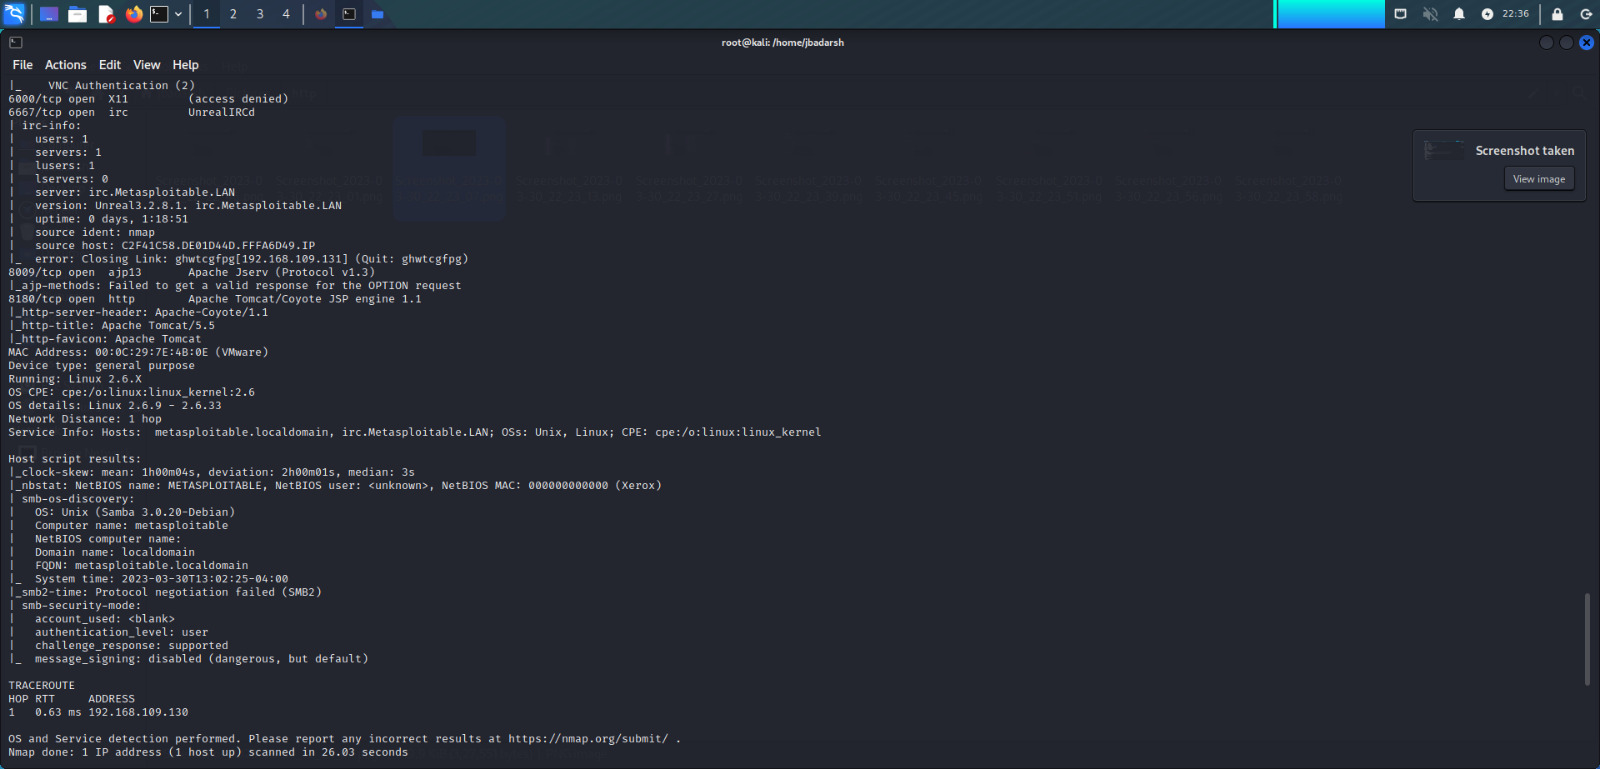 1 2 3 4
22:36
root@kali: /home/jbadarsh
File Actions Edit View Help
|_    VNC Authentication (2)
6000/tcp open  X11         (access denied)
6667/tcp open  irc         UnrealIRCd
| irc-info:
|   users: 1
|   servers: 1
|   lusers: 1
|   lservers: 0
|   server: irc.Metasploitable.LAN
|   version: Unreal3.2.8.1. irc.Metasploitable.LAN
|   uptime: 0 days, 1:18:51
|   source ident: nmap
|   source host: C2F41C58.DE01D44D.FFFA6D49.IP
|_  error: Closing Link: ghwtcgfpg[192.168.109.131] (Quit: ghwtcgfpg)
8009/tcp open  ajp13       Apache Jserv (Protocol v1.3)
|_ajp-methods: Failed to get a valid response for the OPTION request
8180/tcp open  http        Apache Tomcat/Coyote JSP engine 1.1
|_http-server-header: Apache-Coyote/1.1
|_http-title: Apache Tomcat/5.5
|_http-favicon: Apache Tomcat
MAC Address: 00:0C:29:7E:4B:0E (VMware)
Device type: general purpose
Running: Linux 2.6.X
OS CPE: cpe:/o:linux:linux_kernel:2.6
OS details: Linux 2.6.9 - 2.6.33
Network Distance: 1 hop
Service Info: Hosts:  metasploitable.localdomain, irc.Metasploitable.LAN; OSs: Unix, Linux; CPE: cpe:/o:linux:linux_kernel
Host script results:
|_clock-skew: mean: 1h00m04s, deviation: 2h00m01s, median: 3s
|_nbstat: NetBIOS name: METASPLOITABLE, NetBIOS user: <unknown>, NetBIOS MAC: 000000000000 (Xerox)
| smb-os-discovery:
|   OS: Unix (Samba 3.0.20-Debian)
|   Computer name: metasploitable
|   NetBIOS computer name:
|   Domain name: localdomain
|   FQDN: metasploitable.localdomain
|_  System time: 2023-03-30T13:02:25-04:00
|_smb2-time: Protocol negotiation failed (SMB2)
| smb-security-mode:
|   account_used: <blank>
|   authentication_level: user
|   challenge_response: supported
|_  message_signing: disabled (dangerous, but default)
TRACEROUTE
HOP RTT     ADDRESS
1   0.63 ms 192.168.109.130
OS and Service detection performed. Please report any incorrect results at https://nmap.org/submit/ .
Nmap done: 1 IP address (1 host up) scanned in 26.03 seconds
Screenshot taken
View image